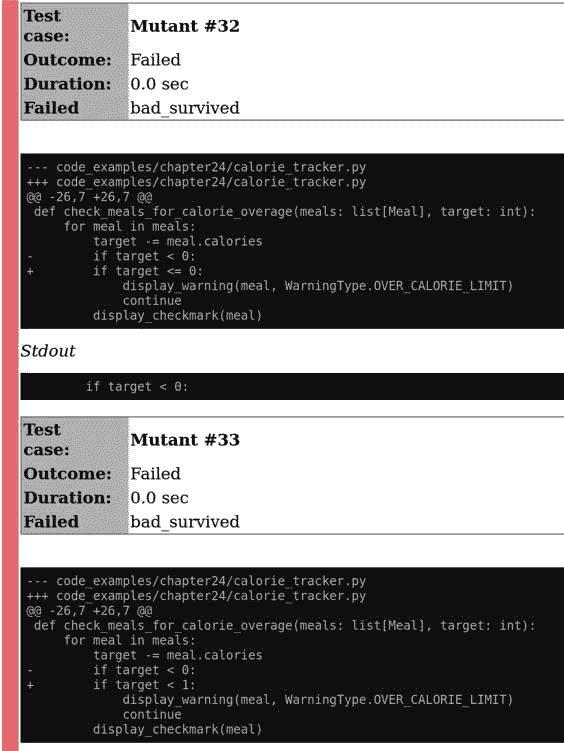 Test case: Mutant #32
Outcome: Failed
Duration: 0.0 sec
Failed bad_survived
--- code_examples/chapter24/calorie_tracker.py
+++ code_examples/chapter24/calorie_tracker.py
@@ -26,7 +26,7 @@
 def check_meals_for_calorie_overage(meals: list[Meal], target: int):
     for meal in meals:
         target -= meal.calories
-        if target < 0:
+        if target <= 0:
             display_warning(meal, WarningType.OVER_CALORIE_LIMIT)
             continue
         display_checkmark(meal)
Stdout
        if target < 0:
Test case: Mutant #33
Outcome: Failed
Duration: 0.0 sec
Failed bad_survived
--- code_examples/chapter24/calorie_tracker.py
+++ code_examples/chapter24/calorie_tracker.py
@@ -26,7 +26,7 @@
 def check_meals_for_calorie_overage(meals: list[Meal], target: int):
     for meal in meals:
         target -= meal.calories
-        if target < 0:
+        if target < 1:
             display_warning(meal, WarningType.OVER_CALORIE_LIMIT)
             continue
         display_checkmark(meal)